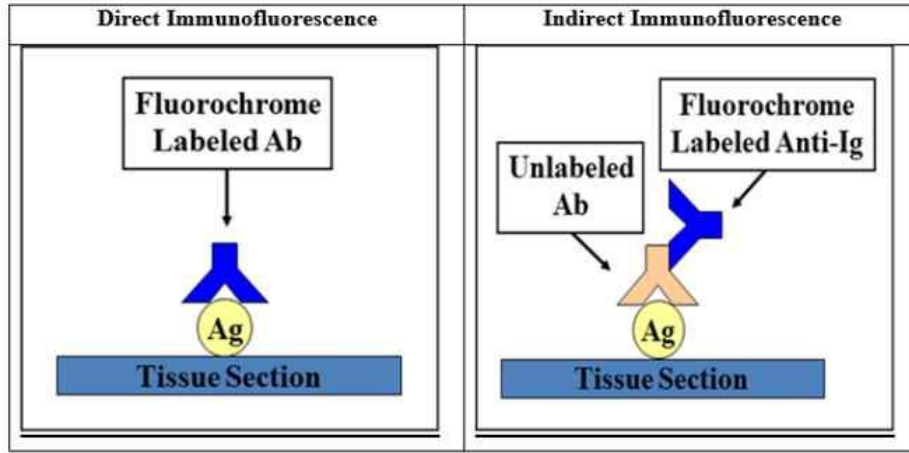 Direct Immunofluorescence
Fluorochrome
Labeled Ab
Ag
Tissue Section
Indirect Immunofluorescence
Fluorochrome
Labeled Anti-Ig
Unlabeled
Ab
Ag
Tissue Section